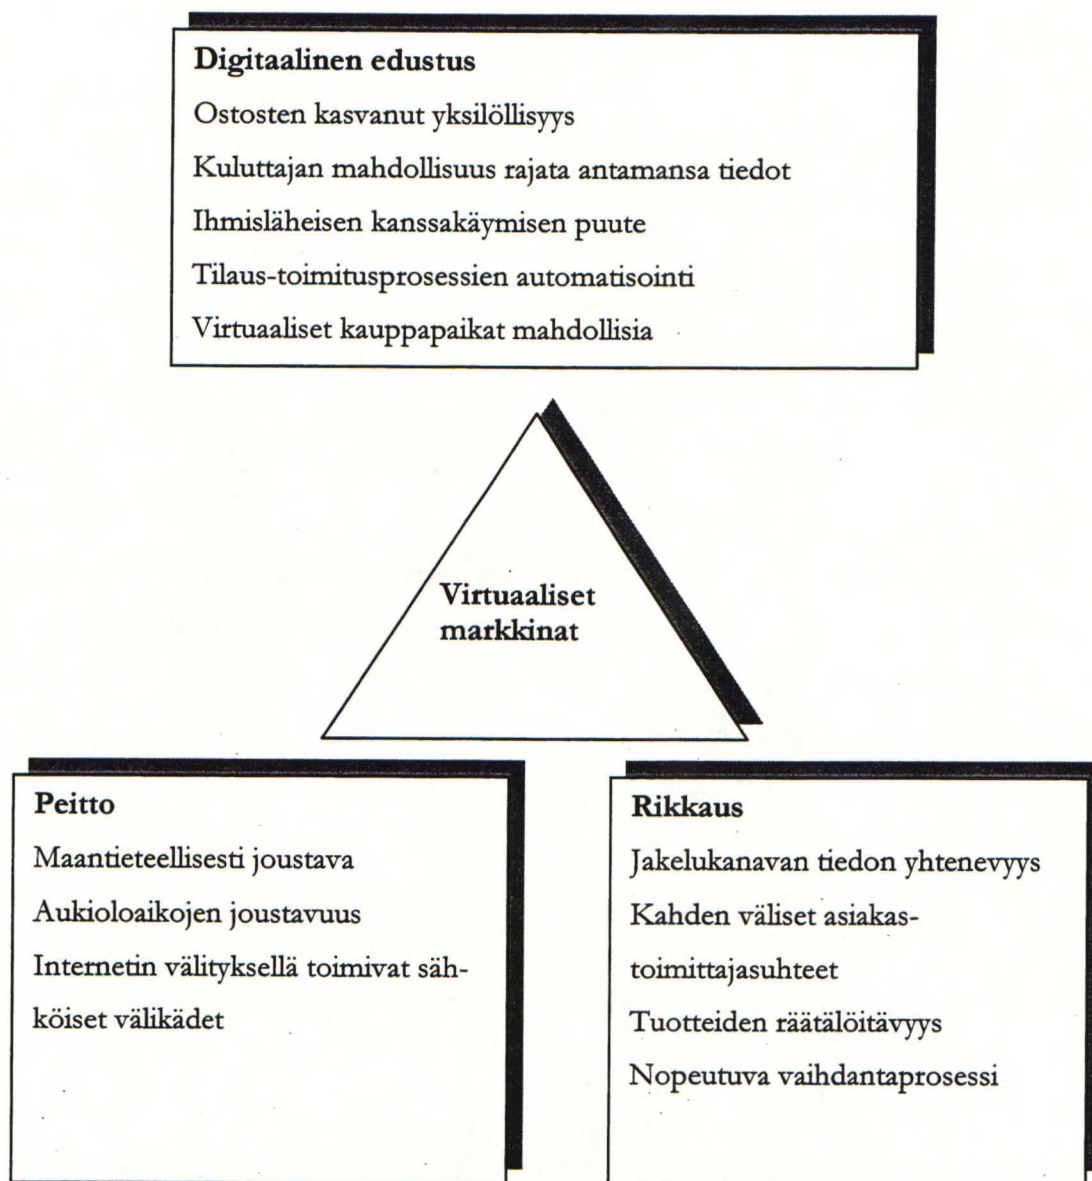 Digitaalinen edustus
Ostosten kasvanut yksilöllisyys
Kuluttajan mahdollisuus rajata antamansa tiedot
Ihmisläheisen kanssakäymisen puute
Tilaus-toimitusprosessien automatisointi
Virtuaaliset kauppapaikat mahdollisia
Virtuaaliset
markkinat
Peitto
Maantieteellisesti joustava
Aukioloaikojen joustavuus
Internetin välityksellä toimivat säh-
köiset välikädet
Rikkaus
Jakelukanavan tiedon yhtenevyys
Kahden väliset asiakas-
toimittajasuhteet
Tuotteiden räätälöitävyys
Nopeutuva vaihdantaprosessi